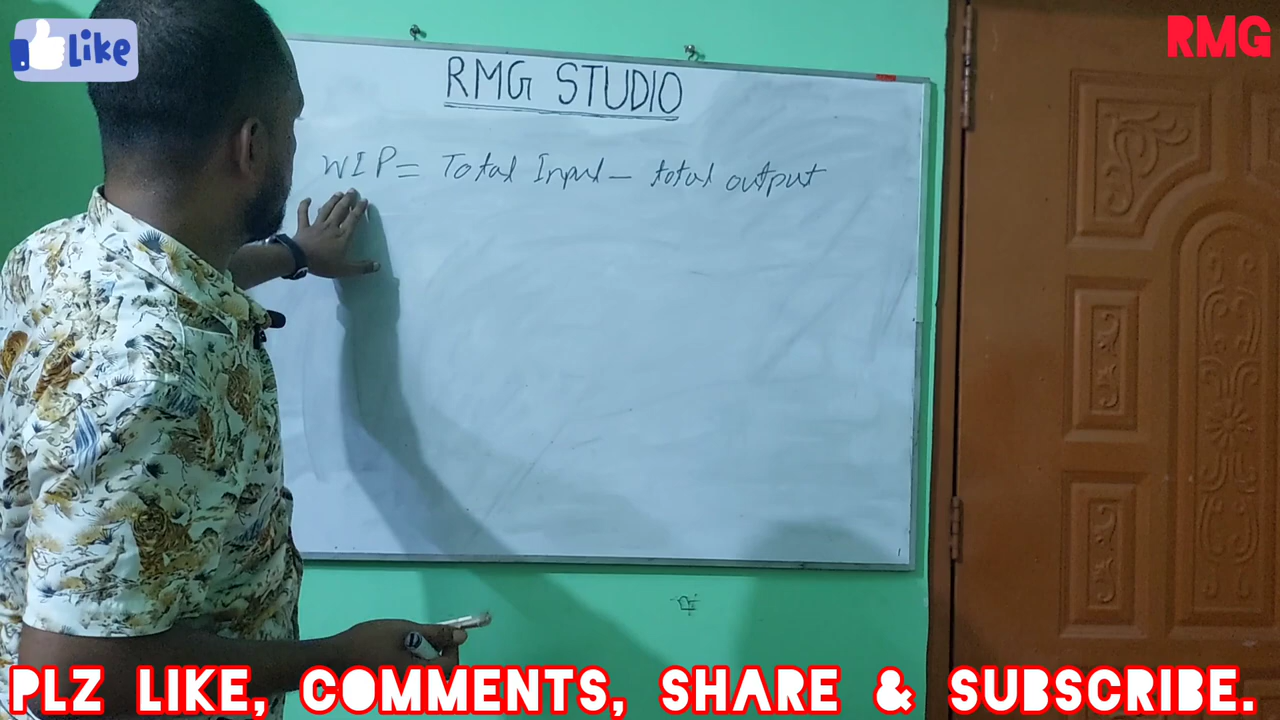 Like
RMG
RMG STUDIO
WIP = Total Input - total output
PLZ LIKE, COMMENTS, SHARE & SUBSCRIBE.